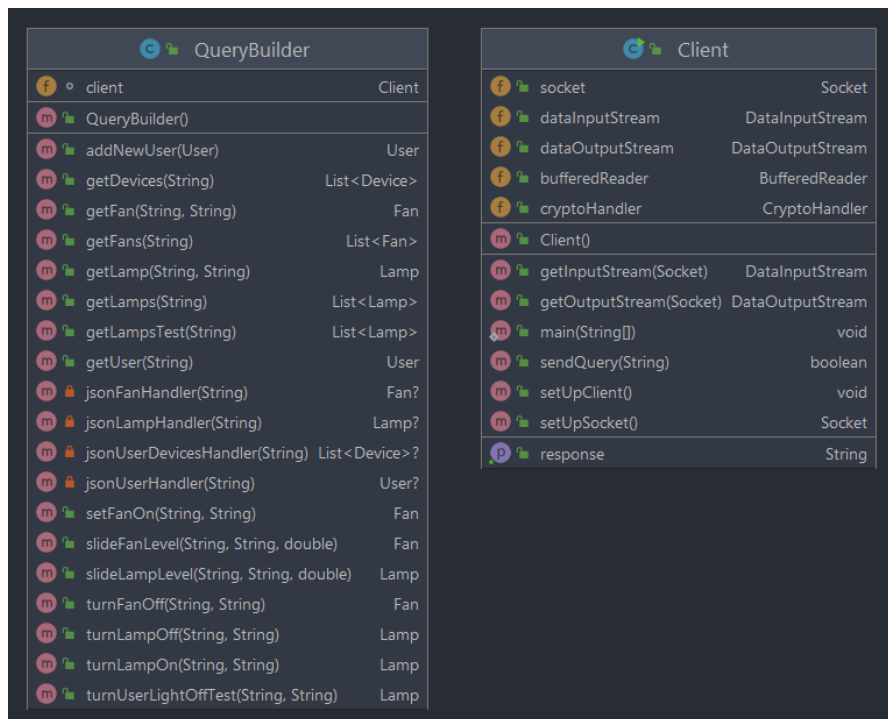 QueryBuilder
client Client
QueryBuilder()
addNewUser(User) User
getDevices(String) List<Device>
getFan(String, String) Fan
getFans(String) List<Fan>
getLamp(String, String) Lamp
getLamps(String) List<Lamp>
getLampsTest(String) List<Lamp>
getUser(String) User
jsonFanHandler(String) Fan?
jsonLampHandler(String) Lamp?
jsonUserDevicesHandler(String) List<Device>?
jsonUserHandler(String) User?
setFanOn(String, String) Fan
slideFanLevel(String, String, double) Fan
slideLampLevel(String, String, double) Lamp
turnFanOff(String, String) Fan
turnLampOff(String, String) Lamp
turnLampOn(String, String) Lamp
turnUserLightOffTest(String, String) Lamp
Client
socket Socket
dataInputStream DataInputStream
dataOutputStream DataOutputStream
bufferedReader BufferedReader
cryptoHandler CryptoHandler
Client()
getInputStream(Socket) DataInputStream
getOutputStream(Socket) DataOutputStream
main(String[]) void
sendQuery(String) boolean
setUpClient() void
setUpSocket() Socket
response String